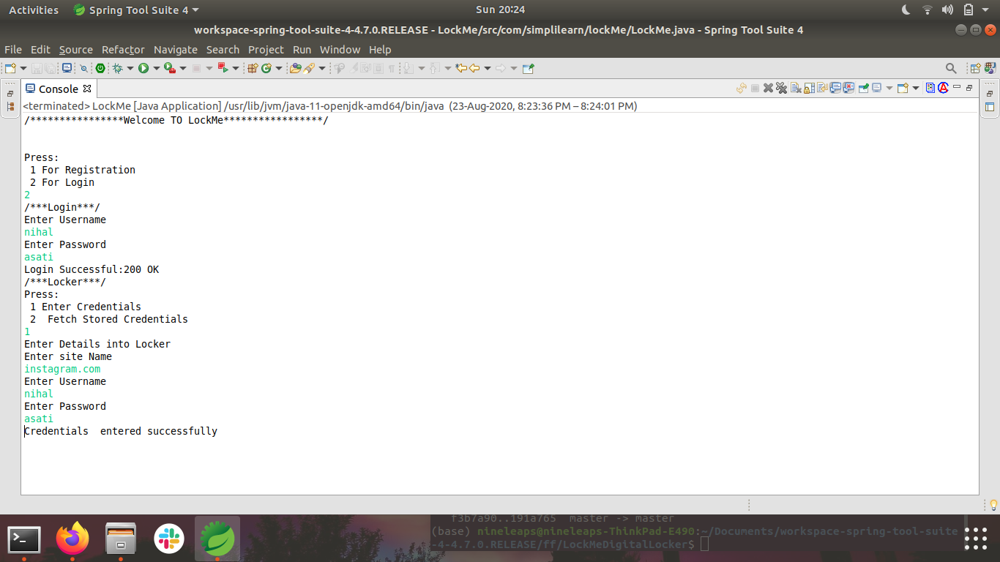 Activities Spring Tool Suite 4 Sun 20:24
workspace-spring-tool-suite-4-4.7.0.RELEASE - LockMe/src/com/simplilearn/lockMe/LockMe.java - Spring Tool Suite 4
File Edit Source Refactor Navigate Search Project Run Window Help
Console
<terminated> LockMe [Java Application] /usr/lib/jvm/java-11-openjdk-amd64/bin/java (23-Aug-2020, 8:23:36 PM – 8:24:01 PM)
/****************Welcome TO LockMe*****************/
Press:
1 For Registration
2 For Login
2
/***Login***/
Enter Username
nihal
Enter Password
asati
Login Successful:200 OK
/***Locker***/
Press:
1 Enter Credentials
2  Fetch Stored Credentials
1
Enter Details into Locker
Enter site Name
instagram.com
Enter Username
nihal
Enter Password
asati
Credentials  entered successfully
f3b7a90..191a765  master -> master
(base) nineleaps@nineleaps-ThinkPad-E490:~/Documents/workspace-spring-tool-suite
-4-4.7.0.RELEASE/ff/LockMeDigitalLocker$